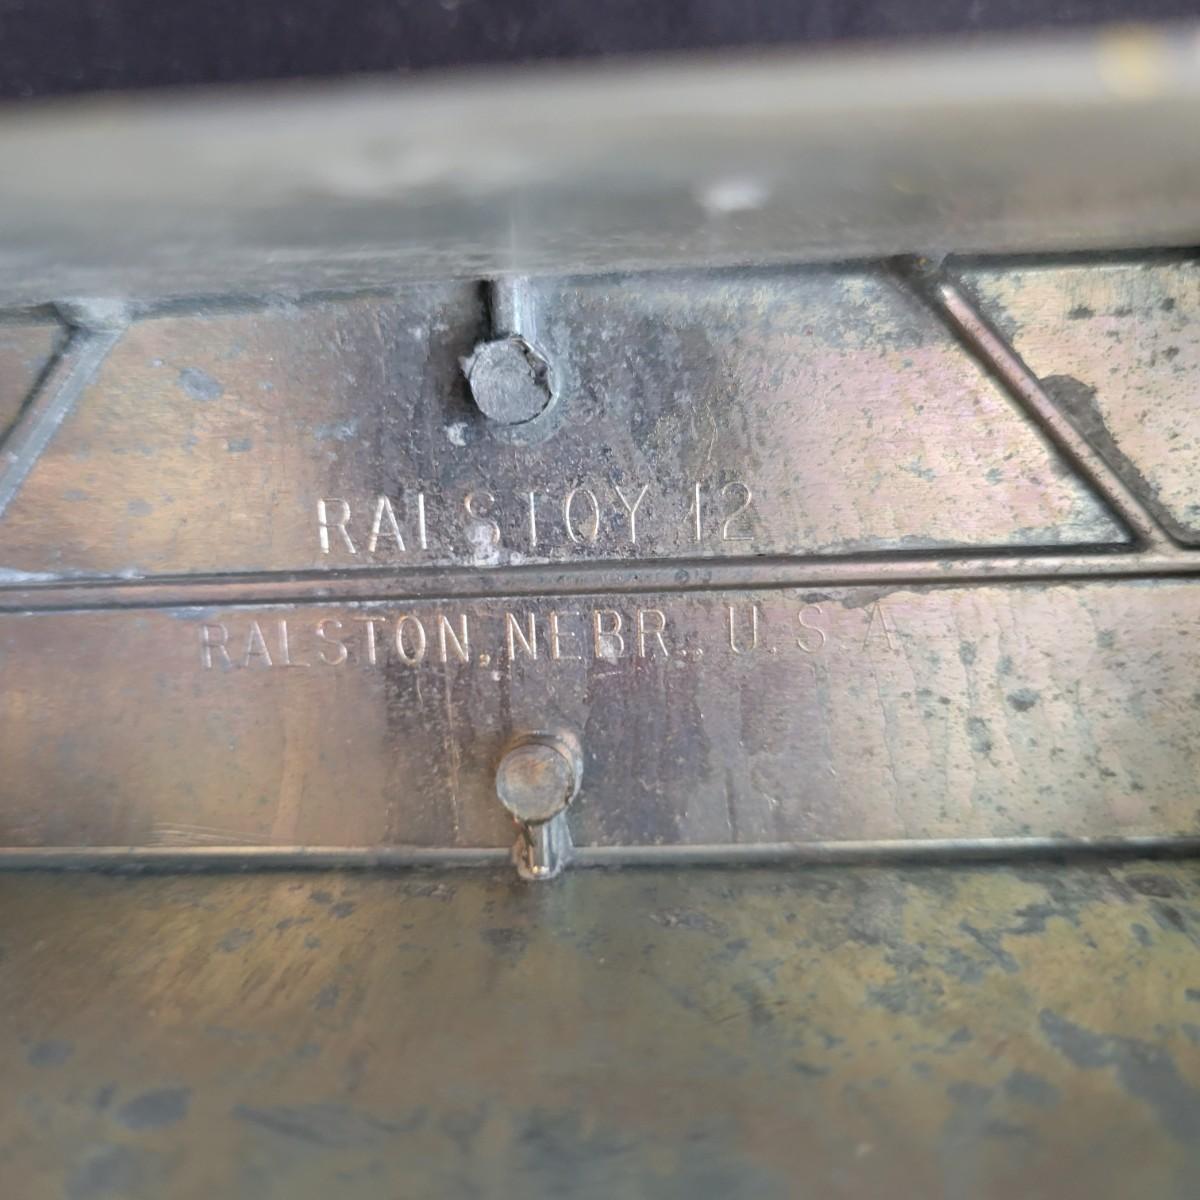 RALSTOY 12
RALSTON, NEBR., U.S.A